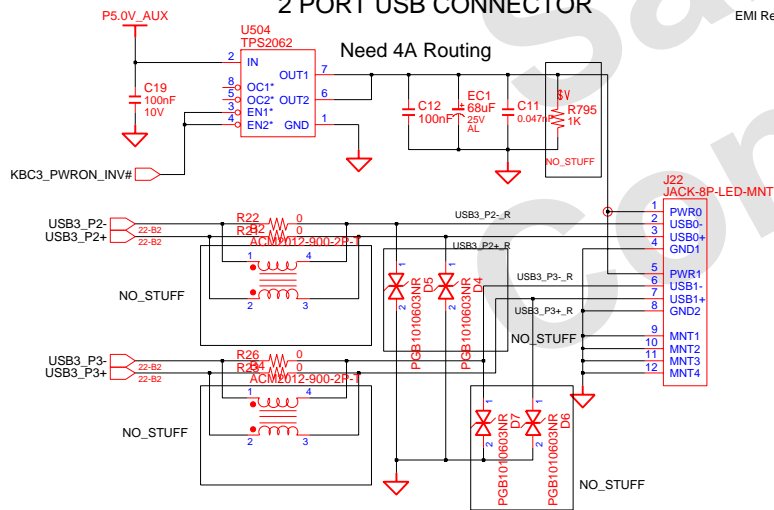 2 PORT USB CONNECTOR
EMI Re
P5.0V_AUX
U504
TPS2062
Need 4A Routing
2 IN
OUT1 7
8 OC1*
5 OC2*
OUT2 6
3 EN1*
4 EN2*
GND 1
C19
100nF
10V
C12
100nF
EC1
68uF
25V
AL
C11
0.047nF
$V
R795
1K
NO_STUFF
KBC3_PWRON_INV#
J22
JACK-8P-LED-MNT
1 PWR0
2 USB0-
3 USB0+
4 GND1
5 PWR1
6 USB1-
7 USB1+
8 GND2
9 MNT1
10 MNT2
11 MNT3
12 MNT4
USB3_P2- 22-B2
USB3_P2+ 22-B2
R22 0
0
ACM2012-900-2P-T
1 4
2 3
NO_STUFF
USB3_P2-_R
USB3_P2+_R
USB3_P3-_R
USB3_P3+_R
1
2
PGB1010603NR
D5
1
2
PGB1010603NR
D4
NO_STUFF
USB3_P3- 22-B2
USB3_P3+ 22-B2
R26 0
0
ACM2012-900-2P-T
1 4
2 3
NO_STUFF
1
2
PGB1010603NR
D7
1
2
PGB1010603NR
D6
NO_STUFF